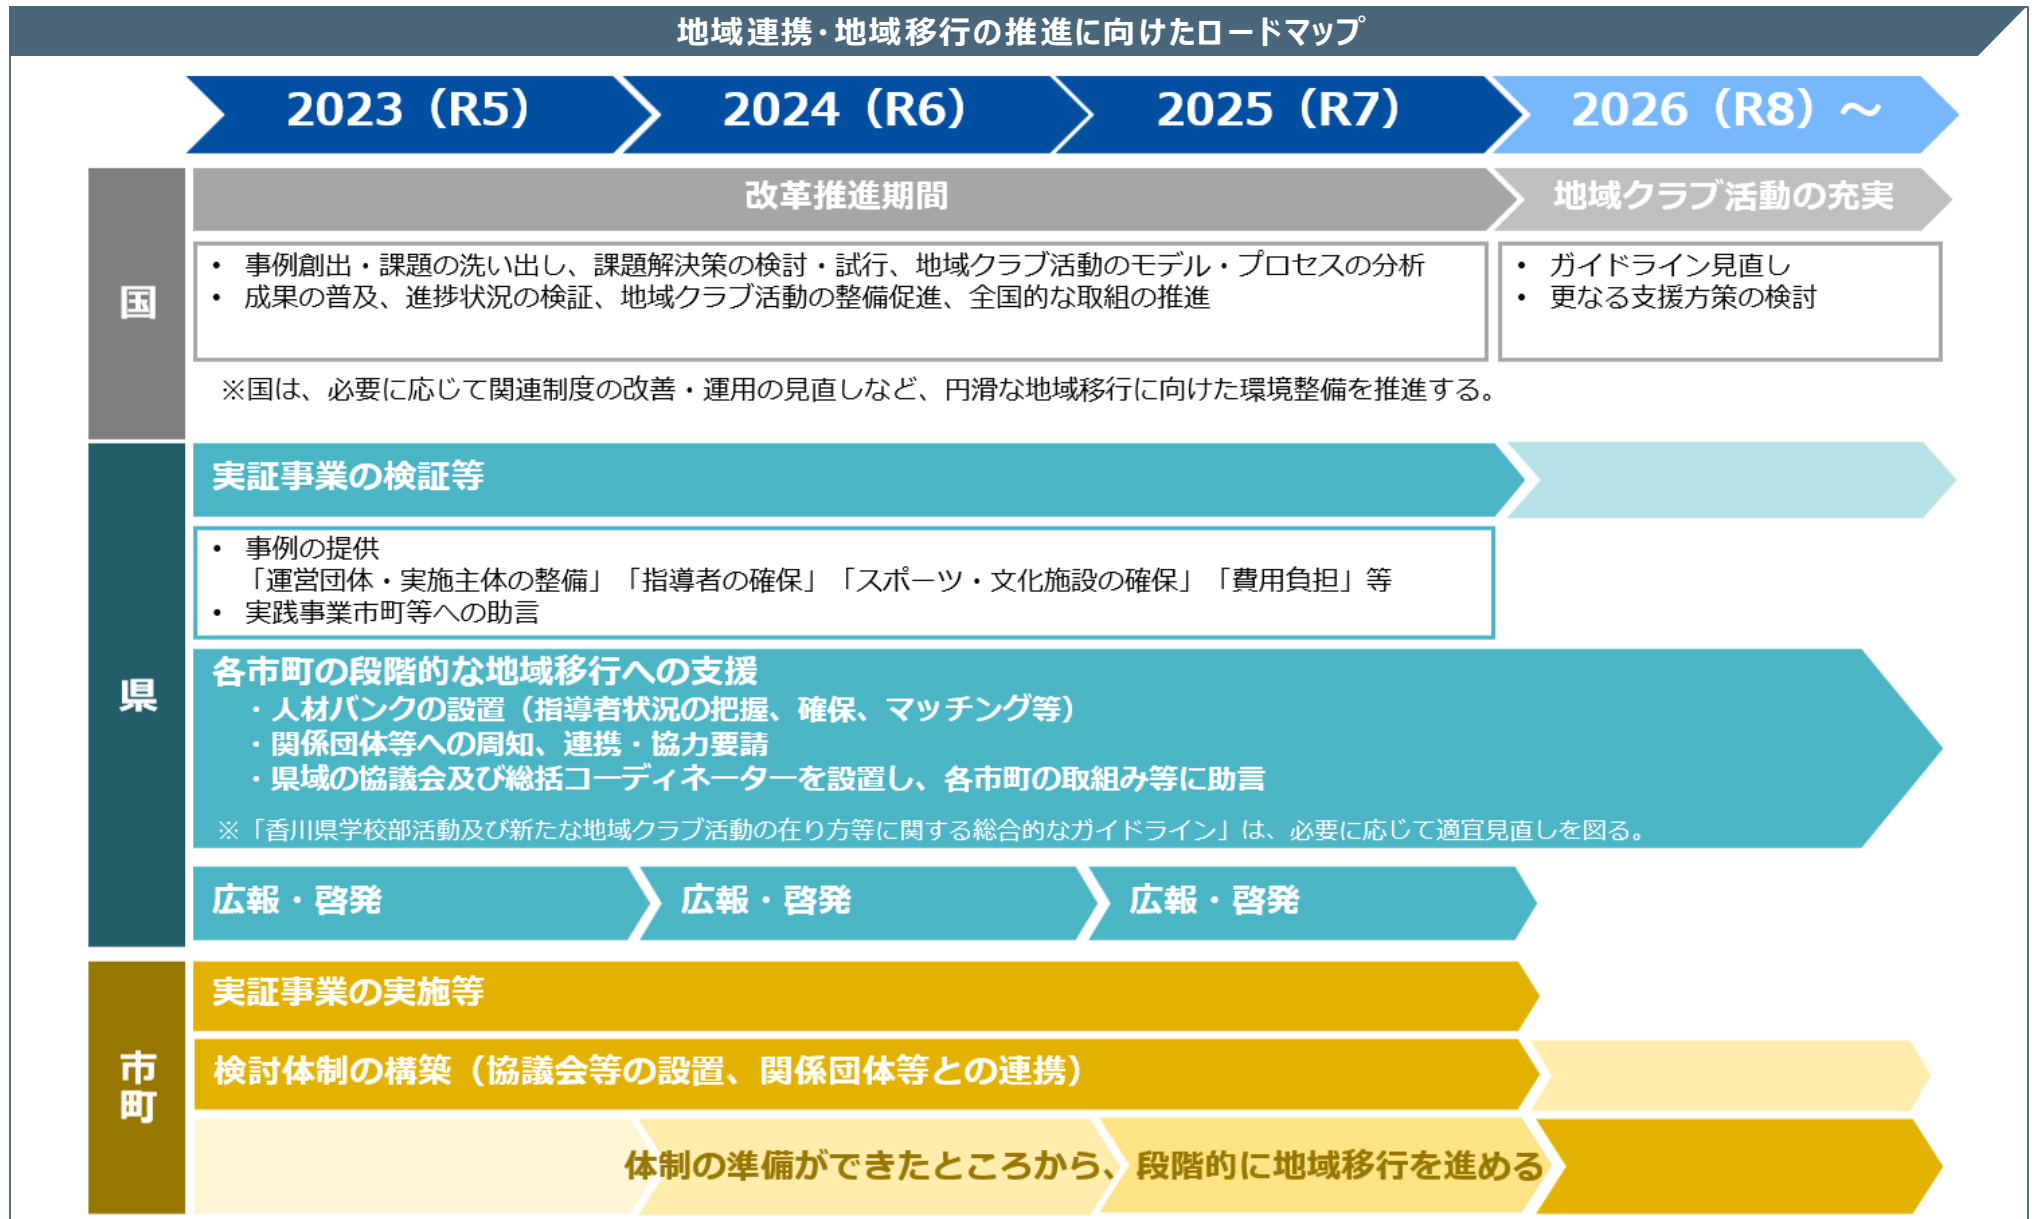 地域連携・地域移行の推進に向けたロードマップ
2023（R5）
2024（R6）
2025（R7）
2026（R8）～
国
改革推進期間
地域クラブ活動の充実
• 事例創出・課題の洗い出し、課題解決策の検討・試行、地域クラブ活動のモデル・プロセスの分析
• 成果の普及、進捗状況の検証、地域クラブ活動の整備促進、全国的な取組の推進
• ガイドライン見直し
• 更なる支援方策の検討
※国は、必要に応じて関連制度の改善・運用の見直しなど、円滑な地域移行に向けた環境整備を推進する。
県
実証事業の検証等
• 事例の提供
「運営団体・実施主体の整備」「指導者の確保」「スポーツ・文化施設の確保」「費用負担」等
• 実践事業市町等への助言
各市町の段階的な地域移行への支援
・人材バンクの設置（指導者状況の把握、確保、マッチング等）
・関係団体等への周知、連携・協力要請
・県域の協議会及び総括コーディネーターを設置し、各市町の取組み等に助言
※「香川県学校部活動及び新たな地域クラブ活動の在り方等に関する総合的なガイドライン」は、必要に応じて適宜見直しを図る。
広報・啓発
広報・啓発
広報・啓発
市町
実証事業の実施等
検討体制の構築（協議会等の設置、関係団体等との連携）
体制の準備ができたところから、段階的に地域移行を進める